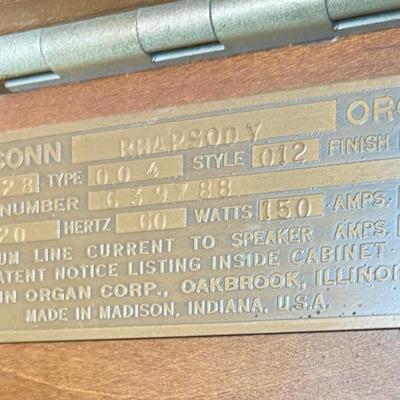 CONN RHAPSODY ORG
28 TYPE 004 STYLE 012 FINISH
NUMBER 639788
20 HERTZ 60 WATTS 150 AMPS.
UM LINE CURRENT TO SPEAKER AMPS.
ATENT NOTICE LISTING INSIDE CABINET
N ORGAN CORP., OAKBROOK, ILLINOI
MADE IN MADISON, INDIANA, U.S.A.